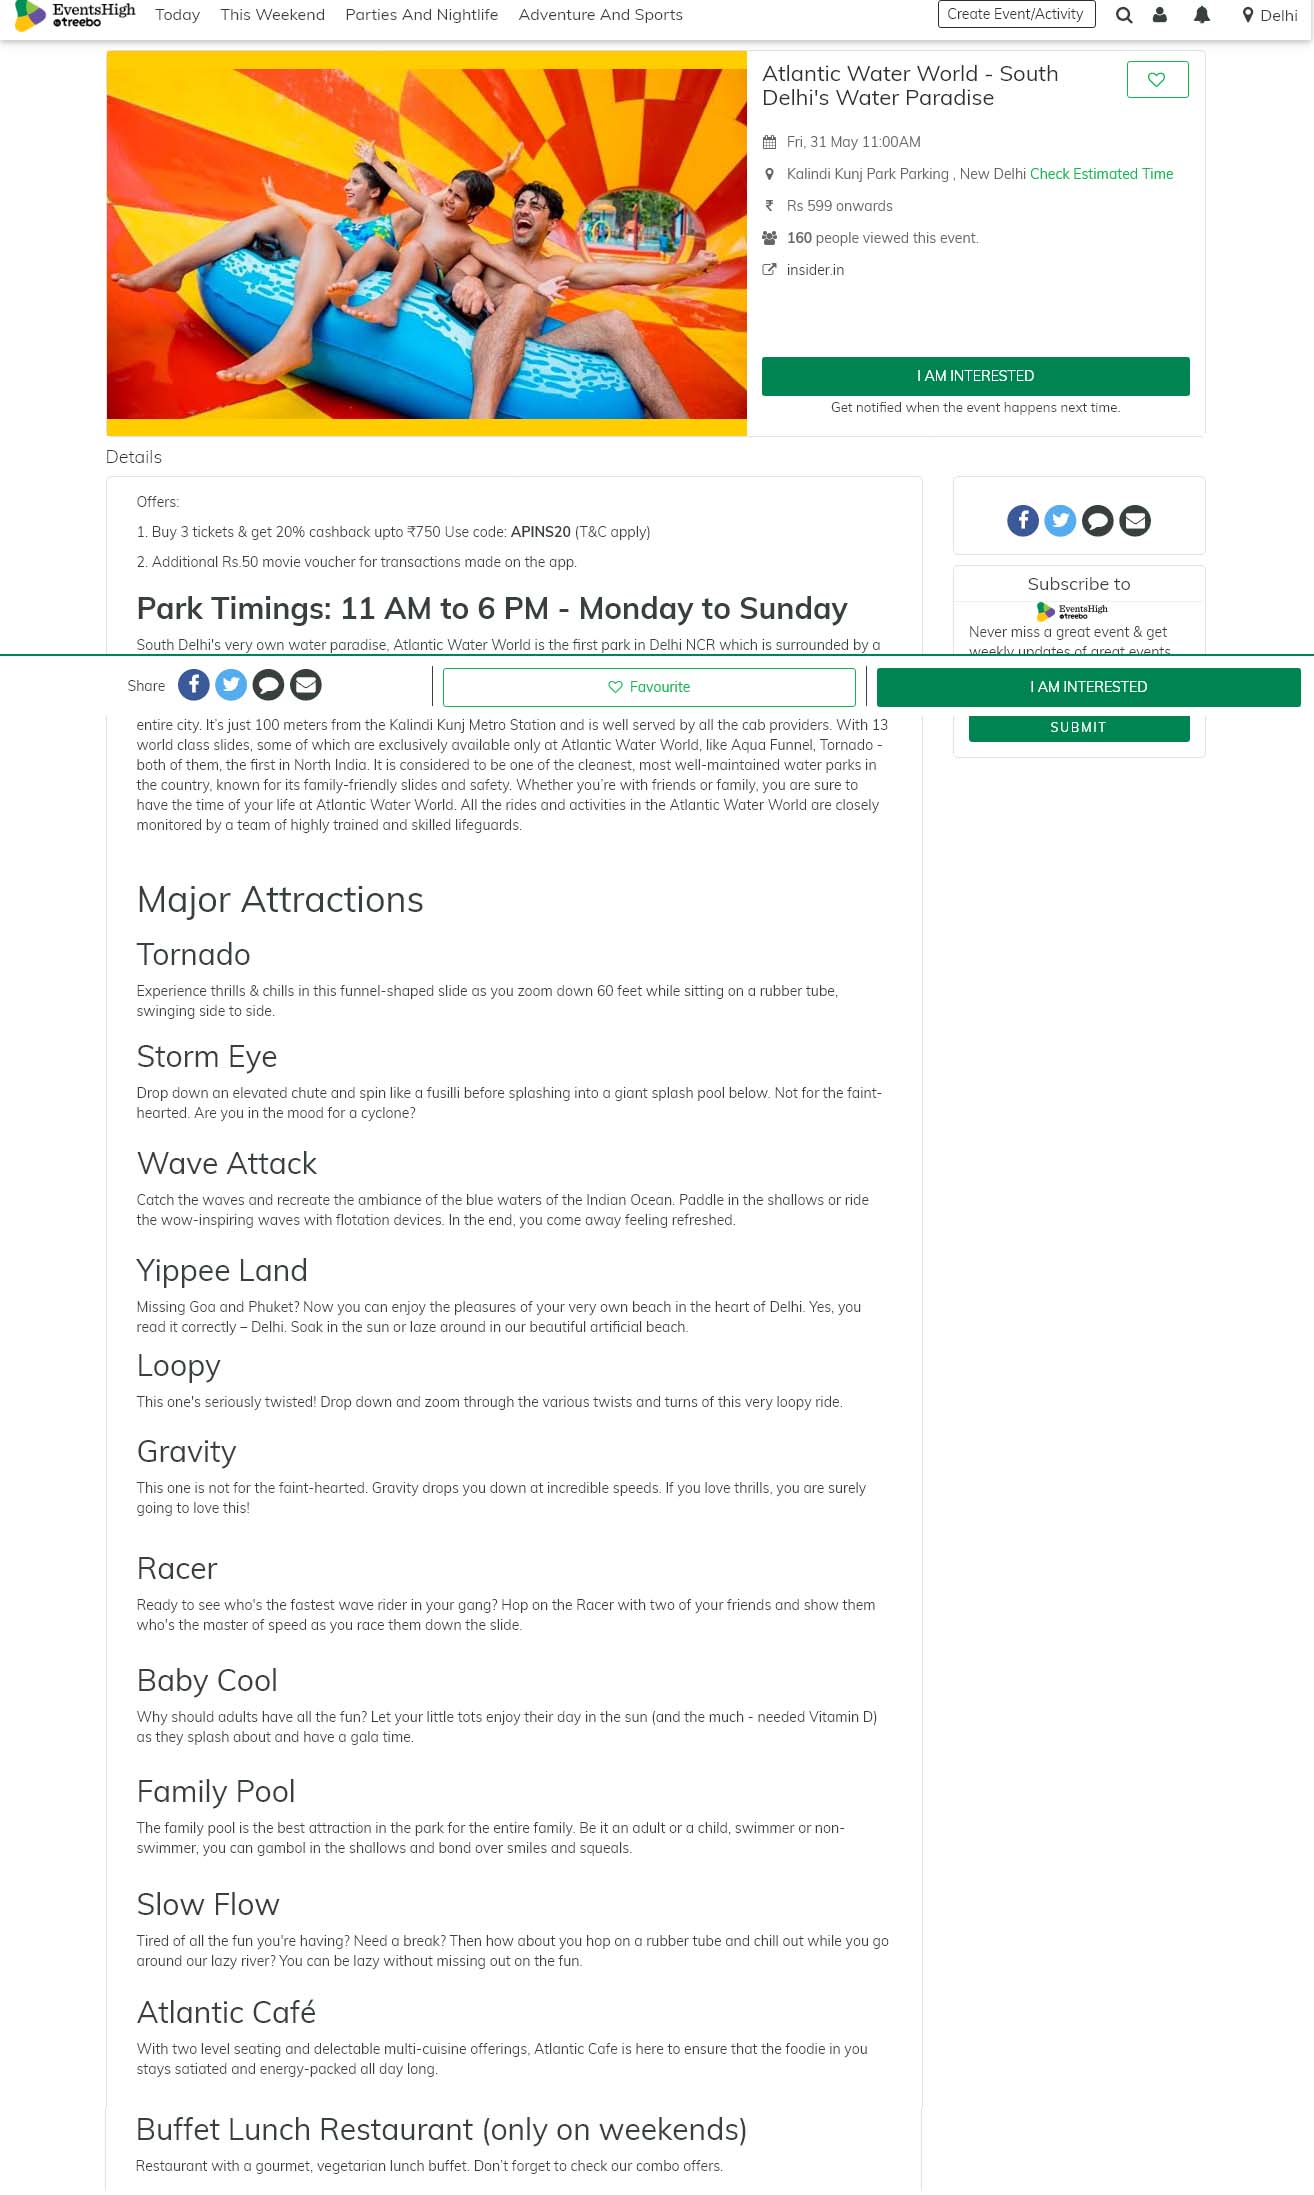 EventsHigh
treebo
Today This Weekend Parties And Nightlife Adventure And Sports
Create Event/Activity
Delhi
Atlantic Water World - South
Delhi's Water Paradise
Fri, 31 May 11:00AM
Kalindi Kunj Park Parking , New Delhi Check Estimated Time
₹ Rs 599 onwards
160 people viewed this event.
insider.in
I AM INTERESTED
Get notified when the event happens next time.
Details
Offers:
1. Buy 3 tickets & get 20% cashback upto ₹750 Use code: APINS20 (T&C apply)
2. Additional Rs.50 movie voucher for transactions made on the app.
Park Timings: 11 AM to 6 PM - Monday to Sunday
South Delhi's very own water paradise, Atlantic Water World is the first park in Delhi NCR which is surrounded by a
Subscribe to
EventsHigh
treebo
Never miss a great event & get
weekly updates of great events
Share
Favourite
I AM INTERESTED
SUBMIT
entire city. It’s just 100 meters from the Kalindi Kunj Metro Station and is well served by all the cab providers. With 13
world class slides, some of which are exclusively available only at Atlantic Water World, like Aqua Funnel, Tornado -
both of them, the first in North India. It is considered to be one of the cleanest, most well-maintained water parks in
the country, known for its family-friendly slides and safety. Whether you’re with friends or family, you are sure to
have the time of your life at Atlantic Water World. All the rides and activities in the Atlantic Water World are closely
monitored by a team of highly trained and skilled lifeguards.
Major Attractions
Tornado
Experience thrills & chills in this funnel-shaped slide as you zoom down 60 feet while sitting on a rubber tube,
swinging side to side.
Storm Eye
Drop down an elevated chute and spin like a fusilli before splashing into a giant splash pool below. Not for the faint-
hearted. Are you in the mood for a cyclone?
Wave Attack
Catch the waves and recreate the ambiance of the blue waters of the Indian Ocean. Paddle in the shallows or ride
the wow-inspiring waves with flotation devices. In the end, you come away feeling refreshed.
Yippee Land
Missing Goa and Phuket? Now you can enjoy the pleasures of your very own beach in the heart of Delhi. Yes, you
read it correctly – Delhi. Soak in the sun or laze around in our beautiful artificial beach.
Loopy
This one's seriously twisted! Drop down and zoom through the various twists and turns of this very loopy ride.
Gravity
This one is not for the faint-hearted. Gravity drops you down at incredible speeds. If you love thrills, you are surely
going to love this!
Racer
Ready to see who's the fastest wave rider in your gang? Hop on the Racer with two of your friends and show them
who's the master of speed as you race them down the slide.
Baby Cool
Why should adults have all the fun? Let your little tots enjoy their day in the sun (and the much - needed Vitamin D)
as they splash about and have a gala time.
Family Pool
The family pool is the best attraction in the park for the entire family. Be it an adult or a child, swimmer or non-
swimmer, you can gambol in the shallows and bond over smiles and squeals.
Slow Flow
Tired of all the fun you're having? Need a break? Then how about you hop on a rubber tube and chill out while you go
around our lazy river? You can be lazy without missing out on the fun.
Atlantic Café
With two level seating and delectable multi-cuisine offerings, Atlantic Cafe is here to ensure that the foodie in you
stays satiated and energy-packed all day long.
Buffet Lunch Restaurant (only on weekends)
Restaurant with a gourmet, vegetarian lunch buffet. Don’t forget to check our combo offers.